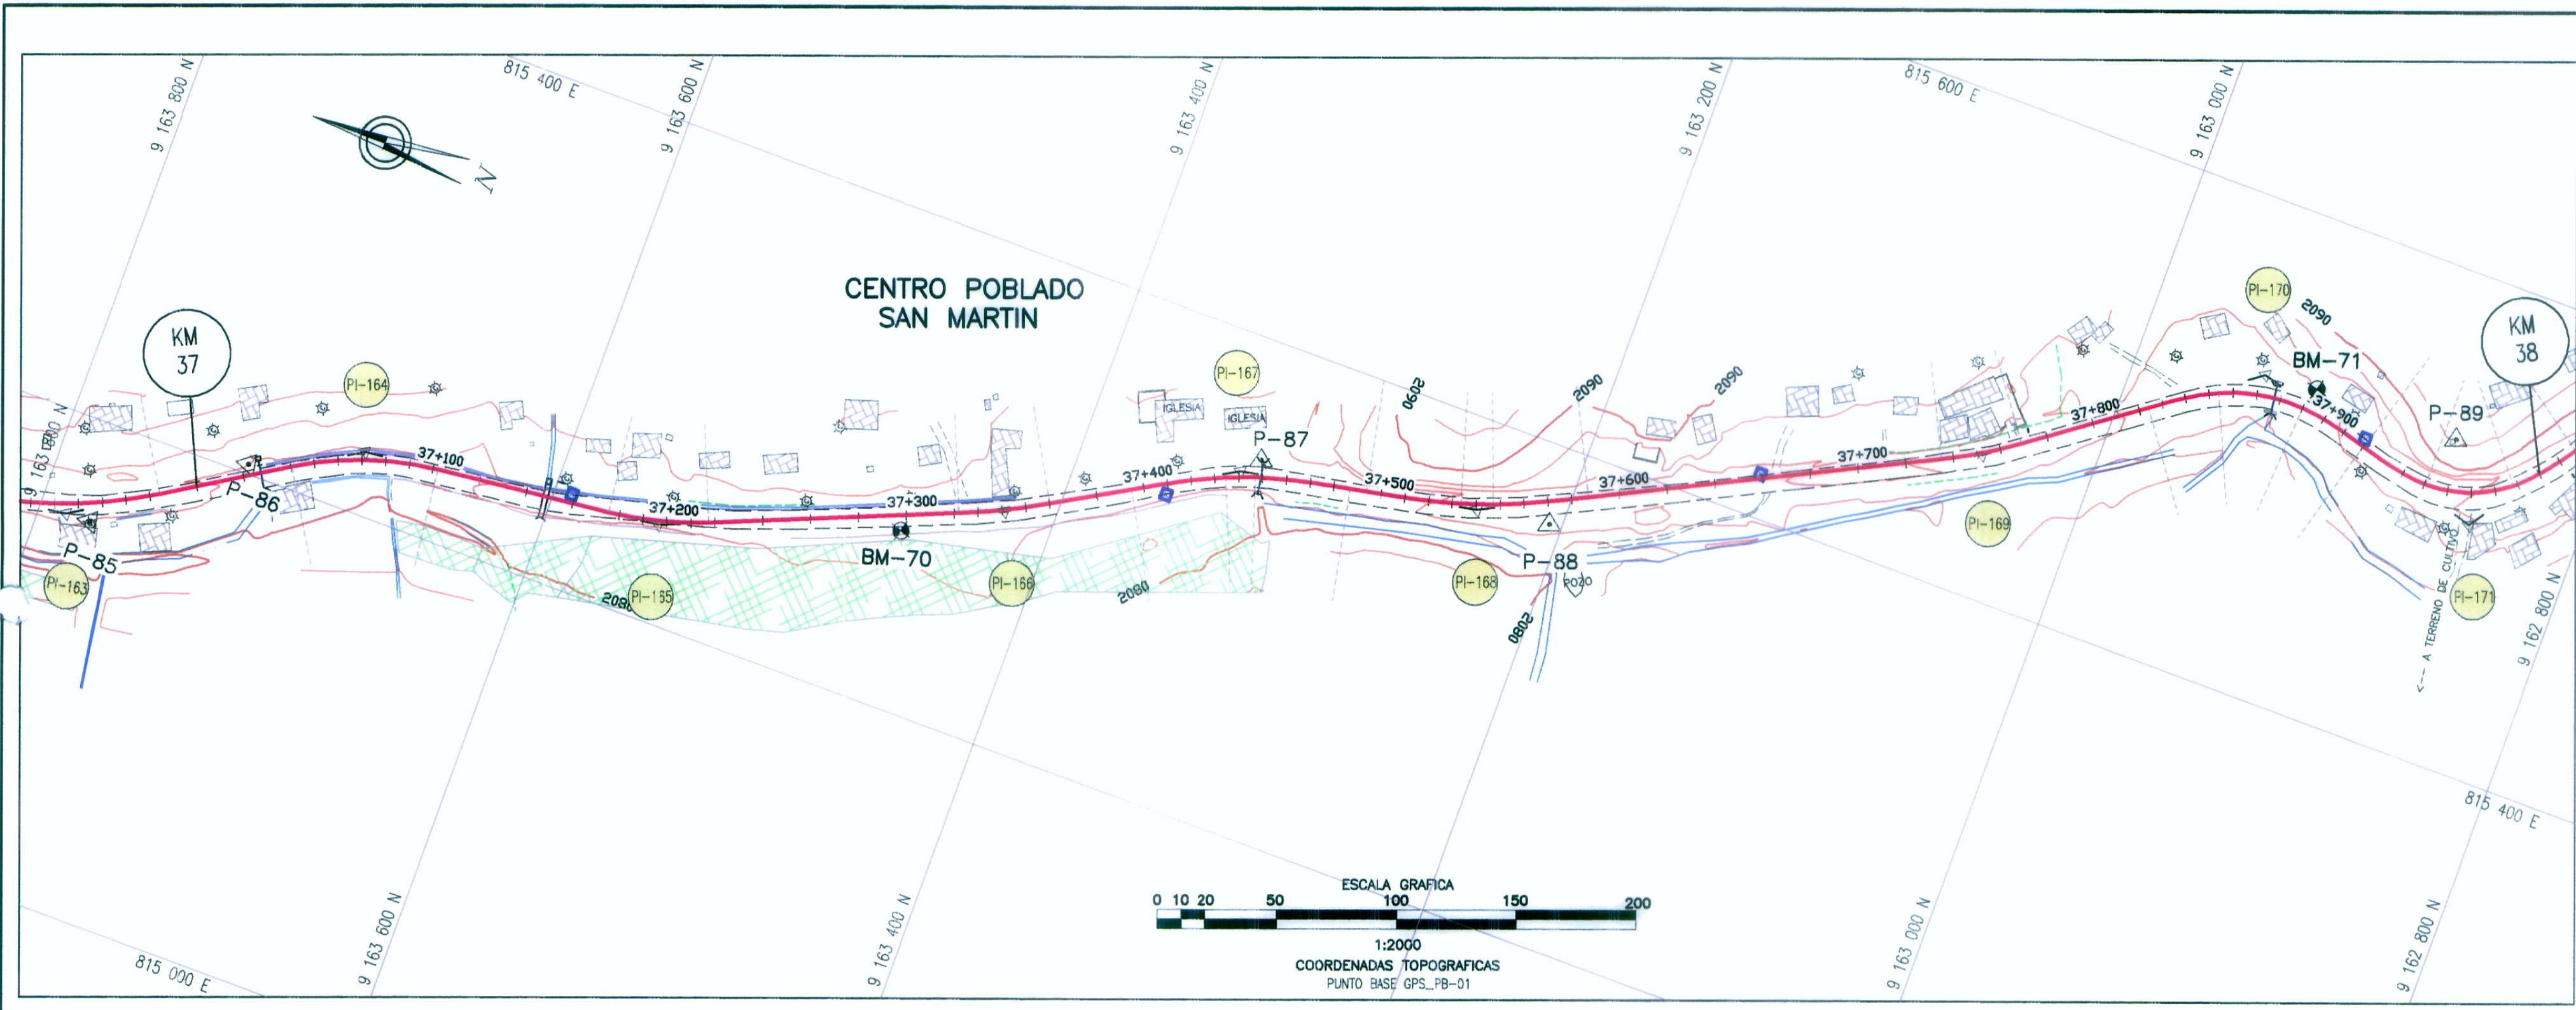 9 163 800 N
815 400 E
9 163 600 N
9 163 400 N
9 163 200 N
815 600 E
9 163 000 N
N
CENTRO POBLADO
SAN MARTIN
KM
37
PI-164
PI-167
PI-170
2090
KM
38
BM-71
P-89
2090
2090
2090
IGLESIA
IGLESIA
P-87
37+100
37+200
37+300
37+400
37+500
37+600
37+700
37+800
37+900
P-86
P-85
PI-163
PI-165
BM-70
PI-166
2080
2080
PI-168
P-88
POZO
2080
PI-169
PI-171
A TERRENO DE CULTIVO
9 162 800 N
815 400 E
815 000 E
9 163 600 N
9 163 400 N
9 163 000 N
9 162 800 N
ESCALA GRAFICA
0 10 20 50 100 150 200
1:2000
COORDENADAS TOPOGRAFICAS
PUNTO BASE GPS_PB-01